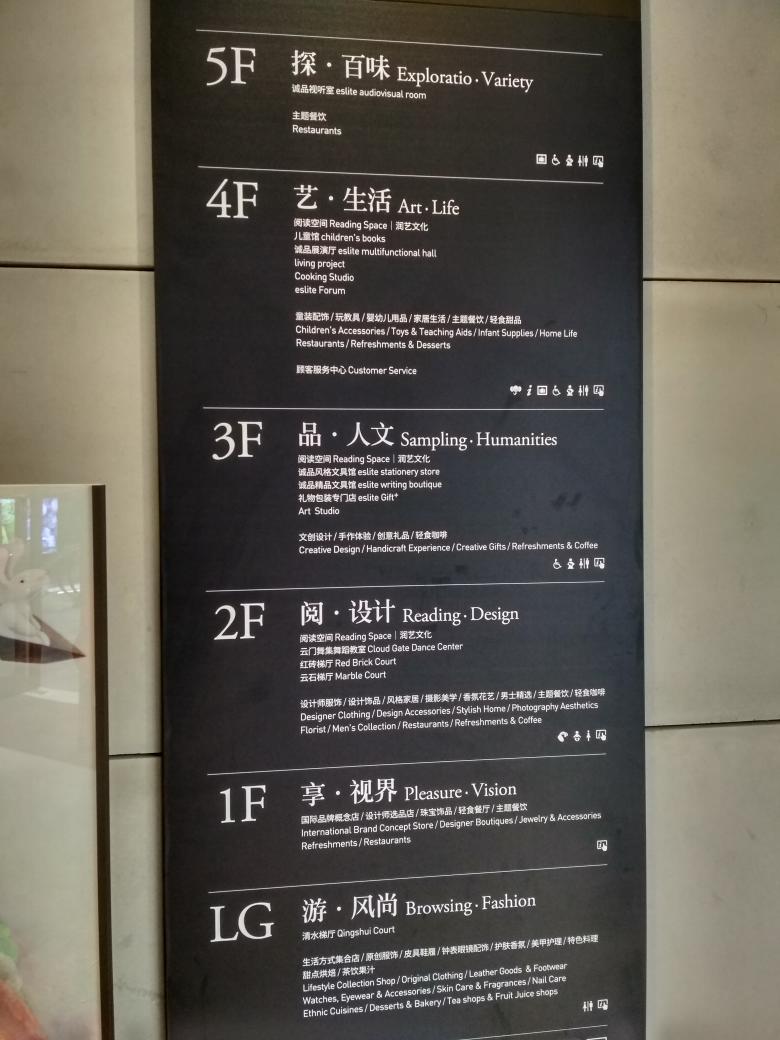 5F
探·百味 Exploratio·Variety
诚品视听室 eslite audiovisual room
主题餐饮
Restaurants
4F
艺·生活 Art·Life
阅读空间 Reading Space｜润艺文化
儿童馆 children's books
诚品展演厅 eslite multifunctional hall
living project
Cooking Studio
eslite Forum
童装配饰/玩教具/婴幼儿用品/家居生活/主题餐饮/轻食甜品
Children's Accessories/Toys & Teaching Aids/Infant Supplies/Home Life
Restaurants/Refreshments & Desserts
顾客服务中心 Customer Service
3F
品·人文 Sampling·Humanities
阅读空间 Reading Space｜润艺文化
诚品风格文具馆 eslite stationery store
诚品精品文具馆 eslite writing boutique
礼物包装专门店 eslite Gift+
Art Studio
文创设计/手作体验/创意礼品/轻食咖啡
Creative Design/Handicraft Experience/Creative Gifts/Refreshments & Coffee
2F
阅·设计 Reading·Design
阅读空间 Reading Space｜润艺文化
云门舞集舞蹈教室 Cloud Gate Dance Center
红砖梯厅 Red Brick Court
云石梯厅 Marble Court
设计师服饰/设计饰品/风格家居/摄影美学/香氛花艺/男士精选/主题餐饮/轻食咖啡
Designer Clothing/Design Accessories/Stylish Home/Photography Aesthetics
Florist/Men's Collection/Restaurants/Refreshments & Coffee
1F
享·视界 Pleasure·Vision
国际品牌概念店/设计师选品店/珠宝饰品/轻食餐厅/主题餐饮
International Brand Concept Store/Designer Boutiques/Jewelry & Accessories
Refreshments/Restaurants
LG
游·风尚 Browsing·Fashion
清水梯厅 Qingshui Court
生活方式集合店/原创服饰/皮具鞋履/钟表眼镜配饰/护肤香氛/美甲护理/特色料理
甜点烘焙/茶饮果汁
Lifestyle Collection Shop/Original Clothing/Leather Goods & Footwear
Watches, Eyewear & Accessories/Skin Care & Fragrances/Nail Care
Ethnic Cuisines/Desserts & Bakery/Tea shops & Fruit Juice shops